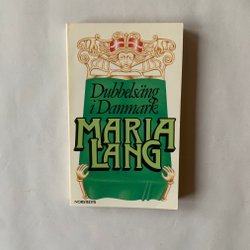 Dubbelsäng
i Danmark
MARIA
LANG
NORSTEDTS